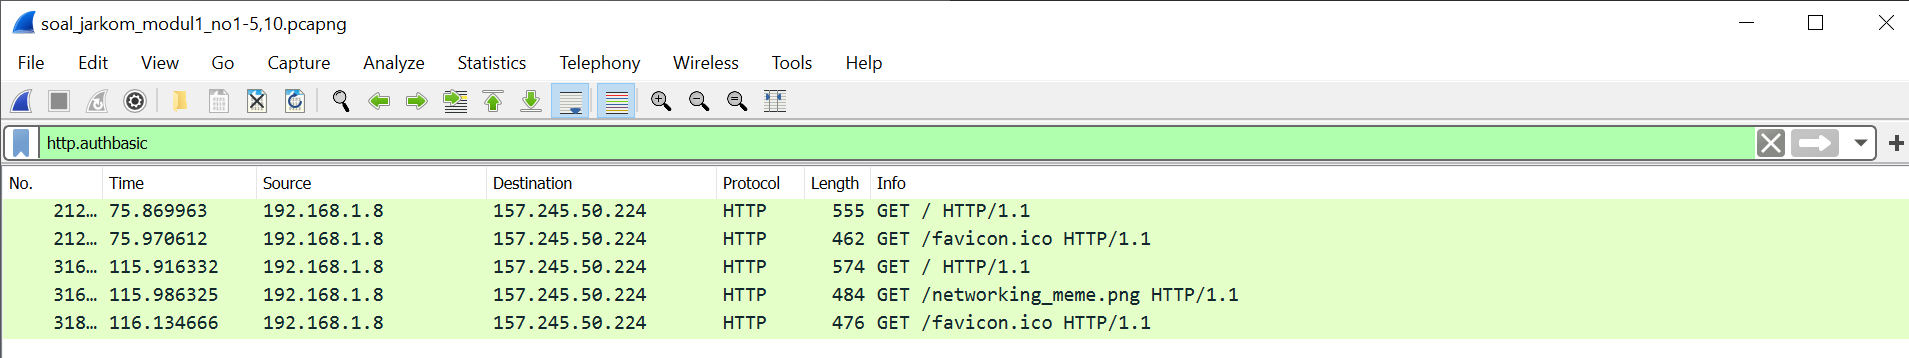 soal_jarkom_modul1_no1-5,10.pcapng
File Edit View Go Capture Analyze Statistics Telephony Wireless Tools Help
http.authbasic
No. Time Source Destination Protocol Length Info
212… 75.869963 192.168.1.8 157.245.50.224 HTTP 555 GET / HTTP/1.1
212… 75.970612 192.168.1.8 157.245.50.224 HTTP 462 GET /favicon.ico HTTP/1.1
316… 115.916332 192.168.1.8 157.245.50.224 HTTP 574 GET / HTTP/1.1
316… 115.986325 192.168.1.8 157.245.50.224 HTTP 484 GET /networking_meme.png HTTP/1.1
318… 116.134666 192.168.1.8 157.245.50.224 HTTP 476 GET /favicon.ico HTTP/1.1